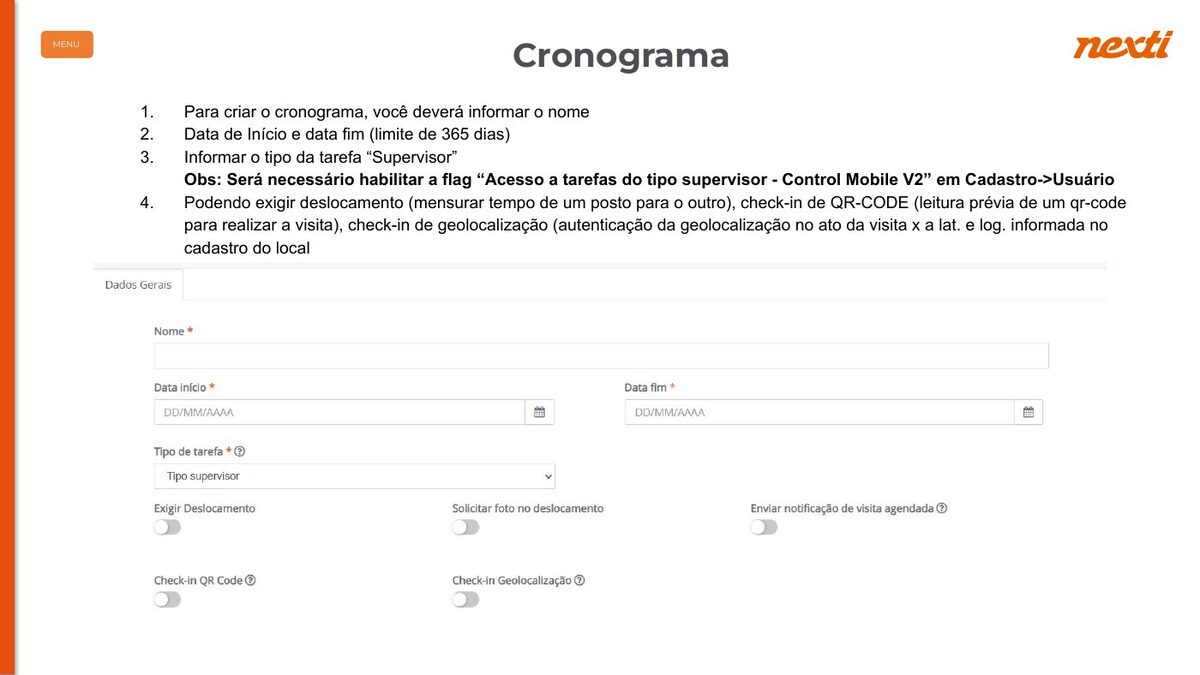 MENU
Cronograma
nexti
1. Para criar o cronograma, você deverá informar o nome
2. Data de Início e data fim (limite de 365 dias)
3. Informar o tipo da tarefa “Supervisor”
Obs: Será necessário habilitar a flag “Acesso a tarefas do tipo supervisor - Control Mobile V2” em Cadastro->Usuário
4. Podendo exigir deslocamento (mensurar tempo de um posto para o outro), check-in de QR-CODE (leitura prévia de um qr-code
para realizar a visita), check-in de geolocalização (autenticação da geolocalização no ato da visita x a lat. e log. informada no
cadastro do local
Dados Gerais
Nome *
Data início * Data fim *
DD/MM/AAAA DD/MM/AAAA
Tipo de tarefa * ?
Tipo supervisor
Exigir Deslocamento Solicitar foto no deslocamento Enviar notificação de visita agendada ?
Check-in QR Code ? Check-in Geolocalização ?